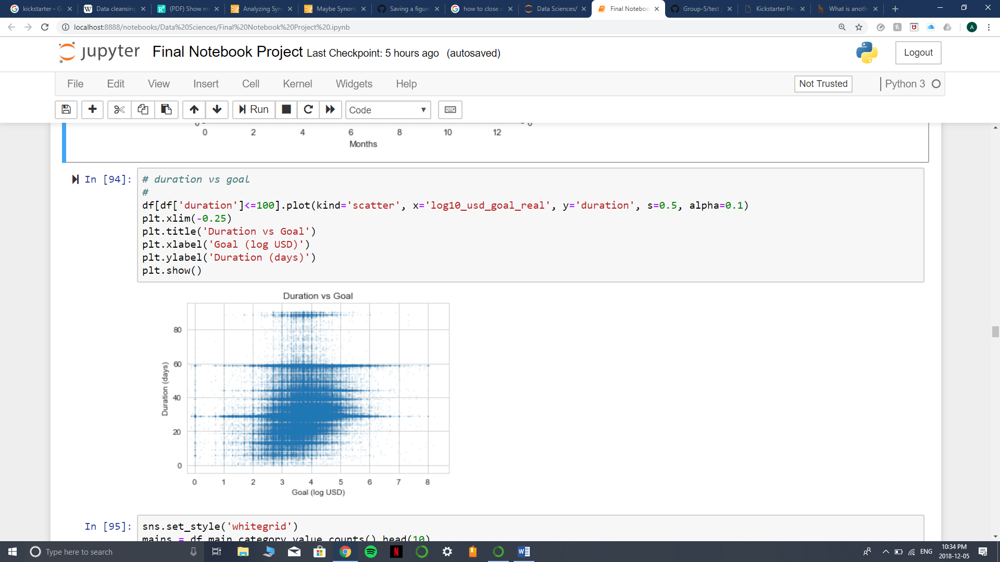 kickstarter - G
Data cleansing
(PDF) Show m
Analyzing Syn
Maybe Synony
Saving a figure
how to close c
Data Sciences/
Final Noteboo
Group-5/test
Kickstarter Pro
What is anoth
localhost:8888/notebooks/Data%20Sciences/Final%20Notebook%20Project%20.ipynb
A
jupyter Final Notebook Project Last Checkpoint: 5 hours ago (autosaved)
Logout
File Edit View Insert Cell Kernel Widgets Help
Not Trusted
Python 3
Run
Code
0 2 4 6 8 10 12
Months
In [94]:
# duration vs goal
#
df[df['duration']<=100].plot(kind='scatter', x='log10_usd_goal_real', y='duration', s=0.5, alpha=0.1)
plt.xlim(-0.25)
plt.title('Duration vs Goal')
plt.xlabel('Goal (log USD)')
plt.ylabel('Duration (days)')
plt.show()
Duration vs Goal
80
60
40
20
0
Duration (days)
0 1 2 3 4 5 6 7 8
Goal (log USD)
In [95]:
sns.set_style('whitegrid')
mains = df.main_category.value_counts().head(10)
Type here to search
N
W
ENG
10:34 PM
2018-12-05